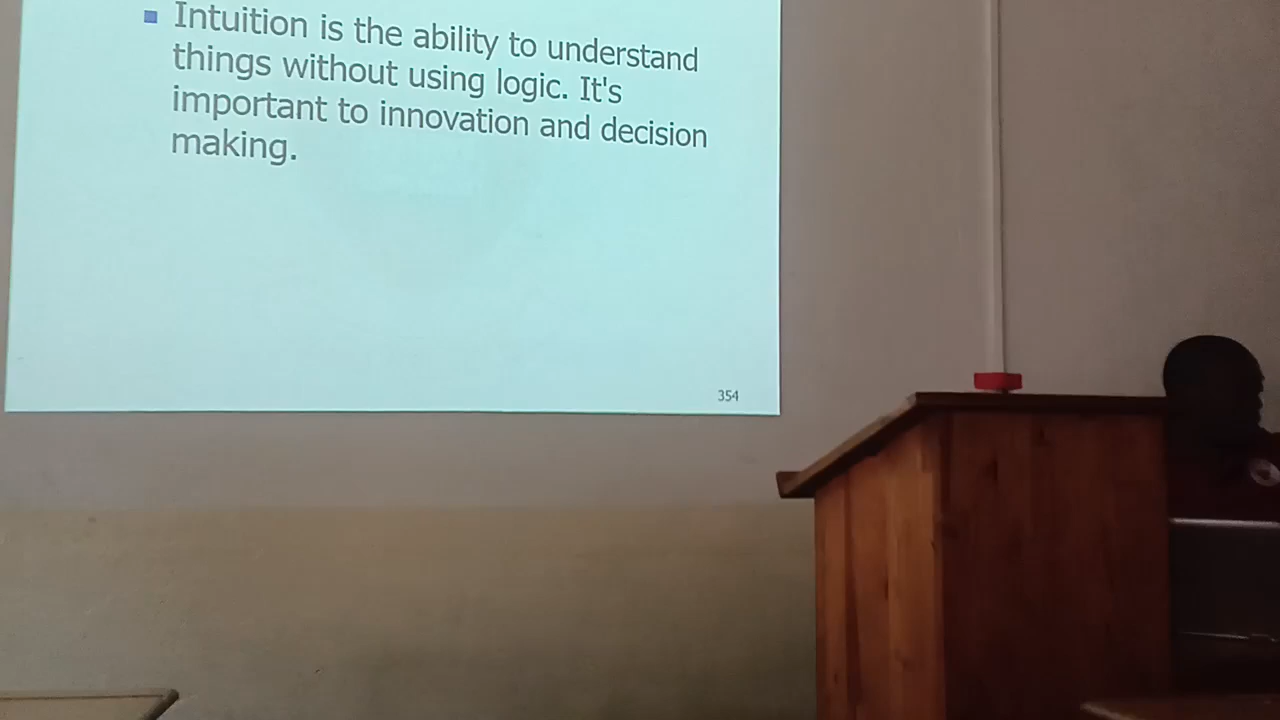 Intuition is the ability to understand
things without using logic. It's
important to innovation and decision
making.
354